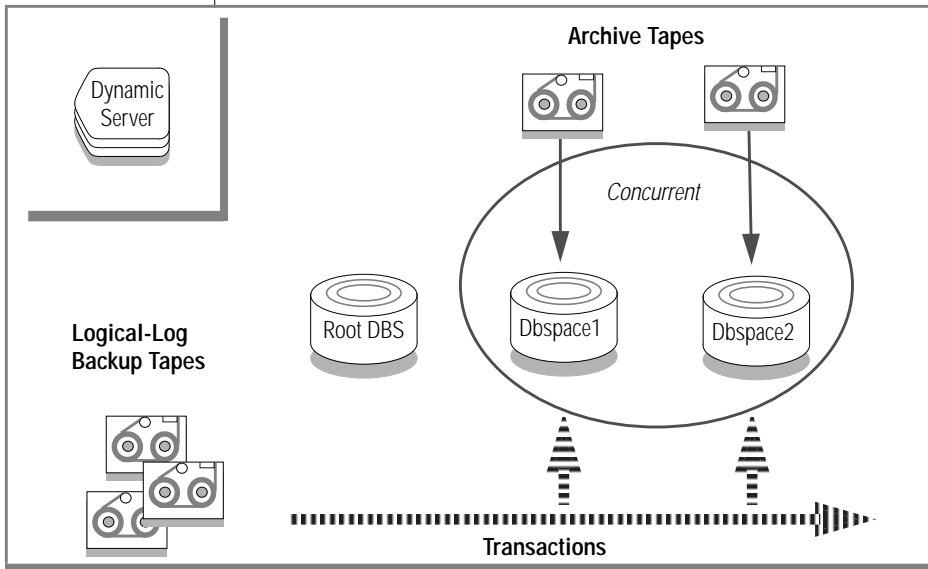 Archive Tapes
Dynamic
Server
Concurrent
Root DBS
Dbspace1
Dbspace2
Logical-Log
Backup Tapes
Transactions